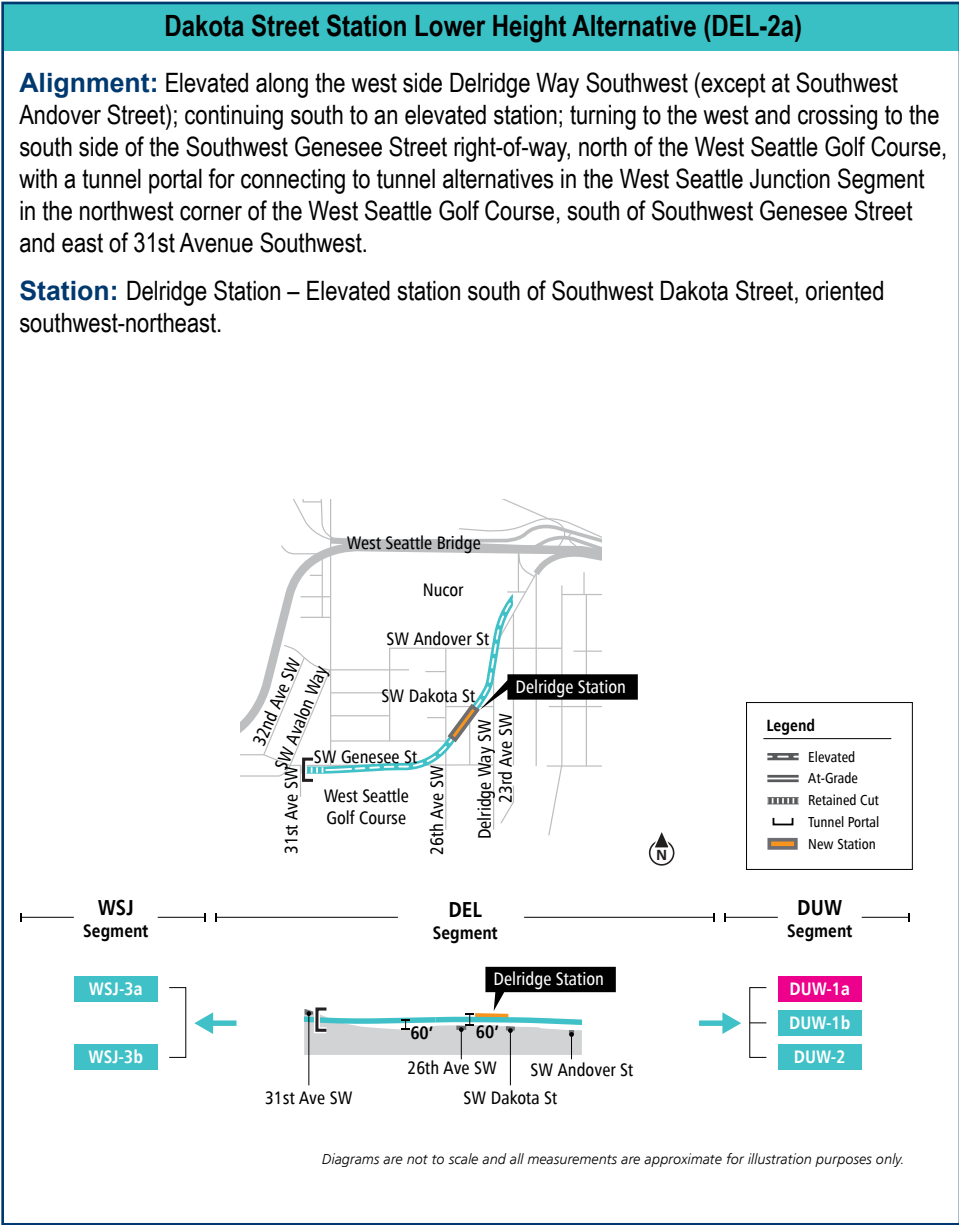 Dakota Street Station Lower Height Alternative (DEL-2a)
Alignment: Elevated along the west side Delridge Way Southwest (except at Southwest
Andover Street); continuing south to an elevated station; turning to the west and crossing to the
south side of the Southwest Genesee Street right-of-way, north of the West Seattle Golf Course,
with a tunnel portal for connecting to tunnel alternatives in the West Seattle Junction Segment
in the northwest corner of the West Seattle Golf Course, south of Southwest Genesee Street
and east of 31st Avenue Southwest.
Station: Delridge Station – Elevated station south of Southwest Dakota Street, oriented
southwest-northeast.
West Seattle Bridge
Nucor
SW Andover St
32nd Ave SW
SW Avalon Way
SW Dakota St
Delridge Station
SW Genesee St
31st Ave SW
West Seattle
Golf Course
26th Ave SW
Delridge Way SW
23rd Ave SW
N
Legend
Elevated
At-Grade
Retained Cut
Tunnel Portal
New Station
WSJ
Segment
DEL
Segment
DUW
Segment
WSJ-3a
WSJ-3b
Delridge Station
60‘
60‘
26th Ave SW
SW Andover St
31st Ave SW
SW Dakota St
DUW-1a
DUW-1b
DUW-2
Diagrams are not to scale and all measurements are approximate for illustration purposes only.